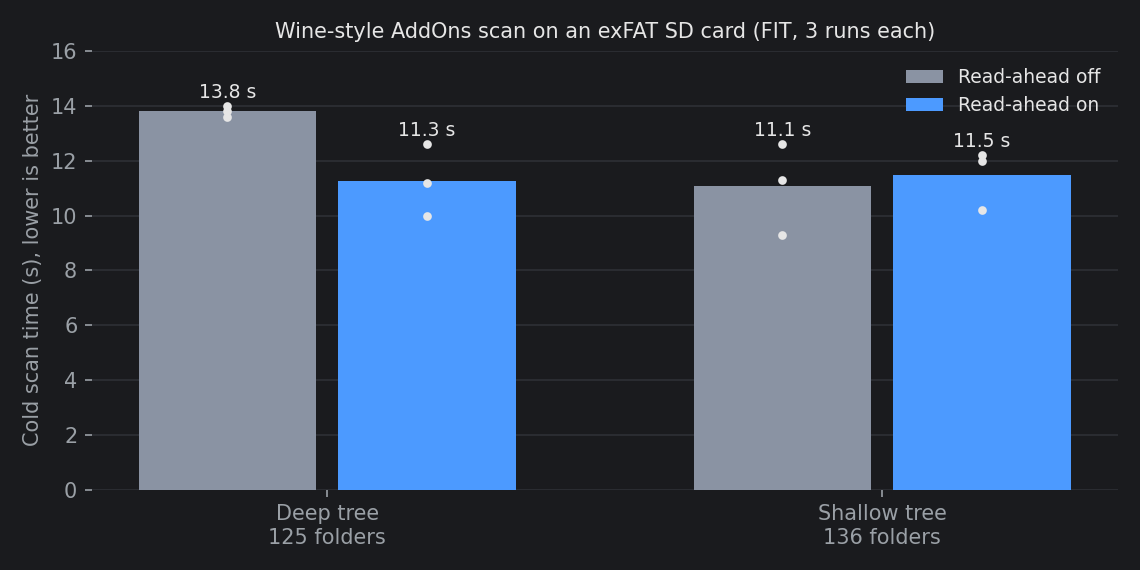 Wine-style AddOns scan on an exFAT SD card (FIT, 3 runs each)
Cold scan time (s), lower is better
16
14
12
10
8
6
4
2
0
Read-ahead off
Read-ahead on
13.8 s
11.3 s
11.1 s
11.5 s
Deep tree
125 folders
Shallow tree
136 folders